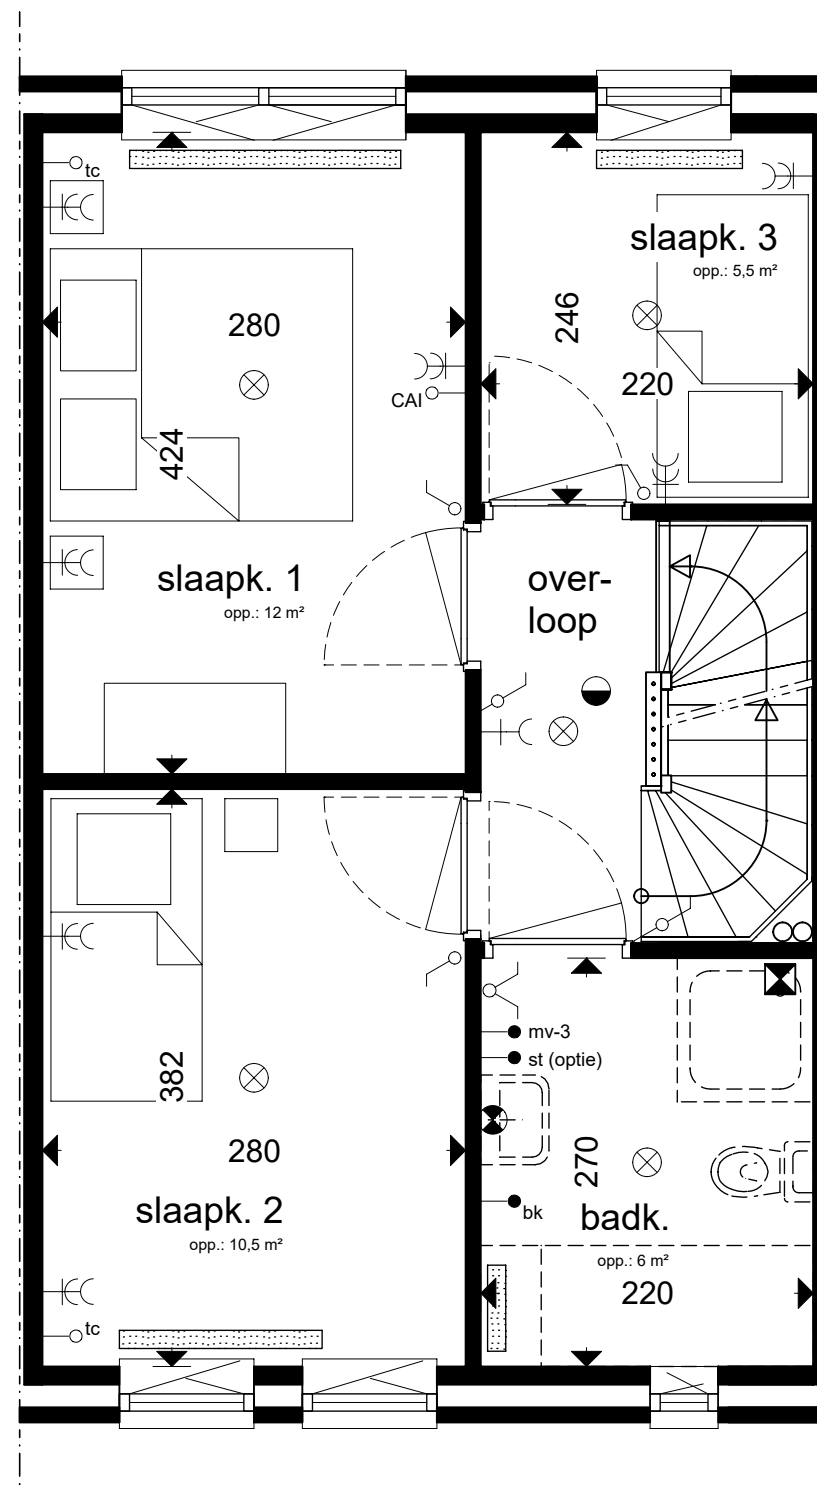 tc
slaapk. 3
opp.: 5,5 m²
280
246
220
CAI
424
slaapk. 1
opp.: 12 m²
over-
loop
mv-3
st (optie)
382
280
270
slaapk. 2
opp.: 10,5 m²
bk
badk.
opp.: 6 m²
220
tc